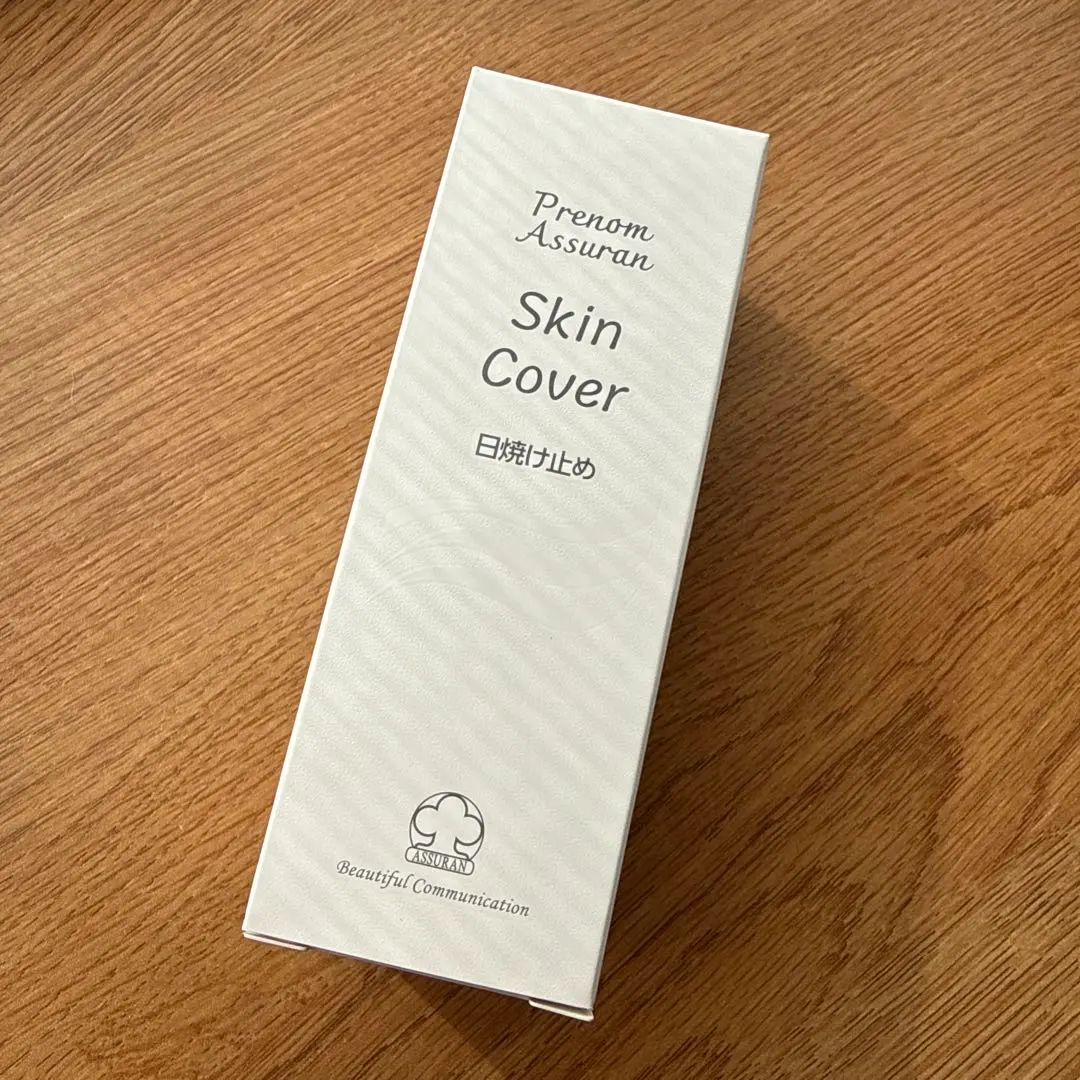 Prenom
Assuran
Skin
Cover
日焼け止め
ASSURAN
Beautiful Communication